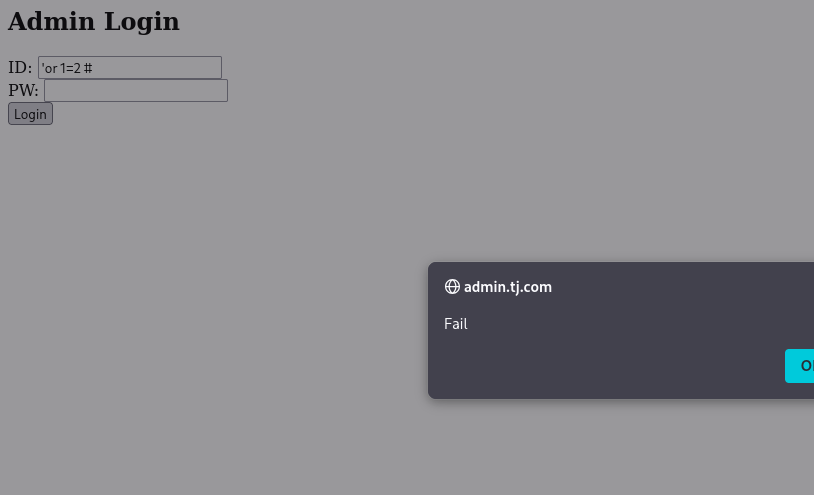 Admin Login
ID: 'or 1=2 #
PW:
Login
admin.tj.com
Fail